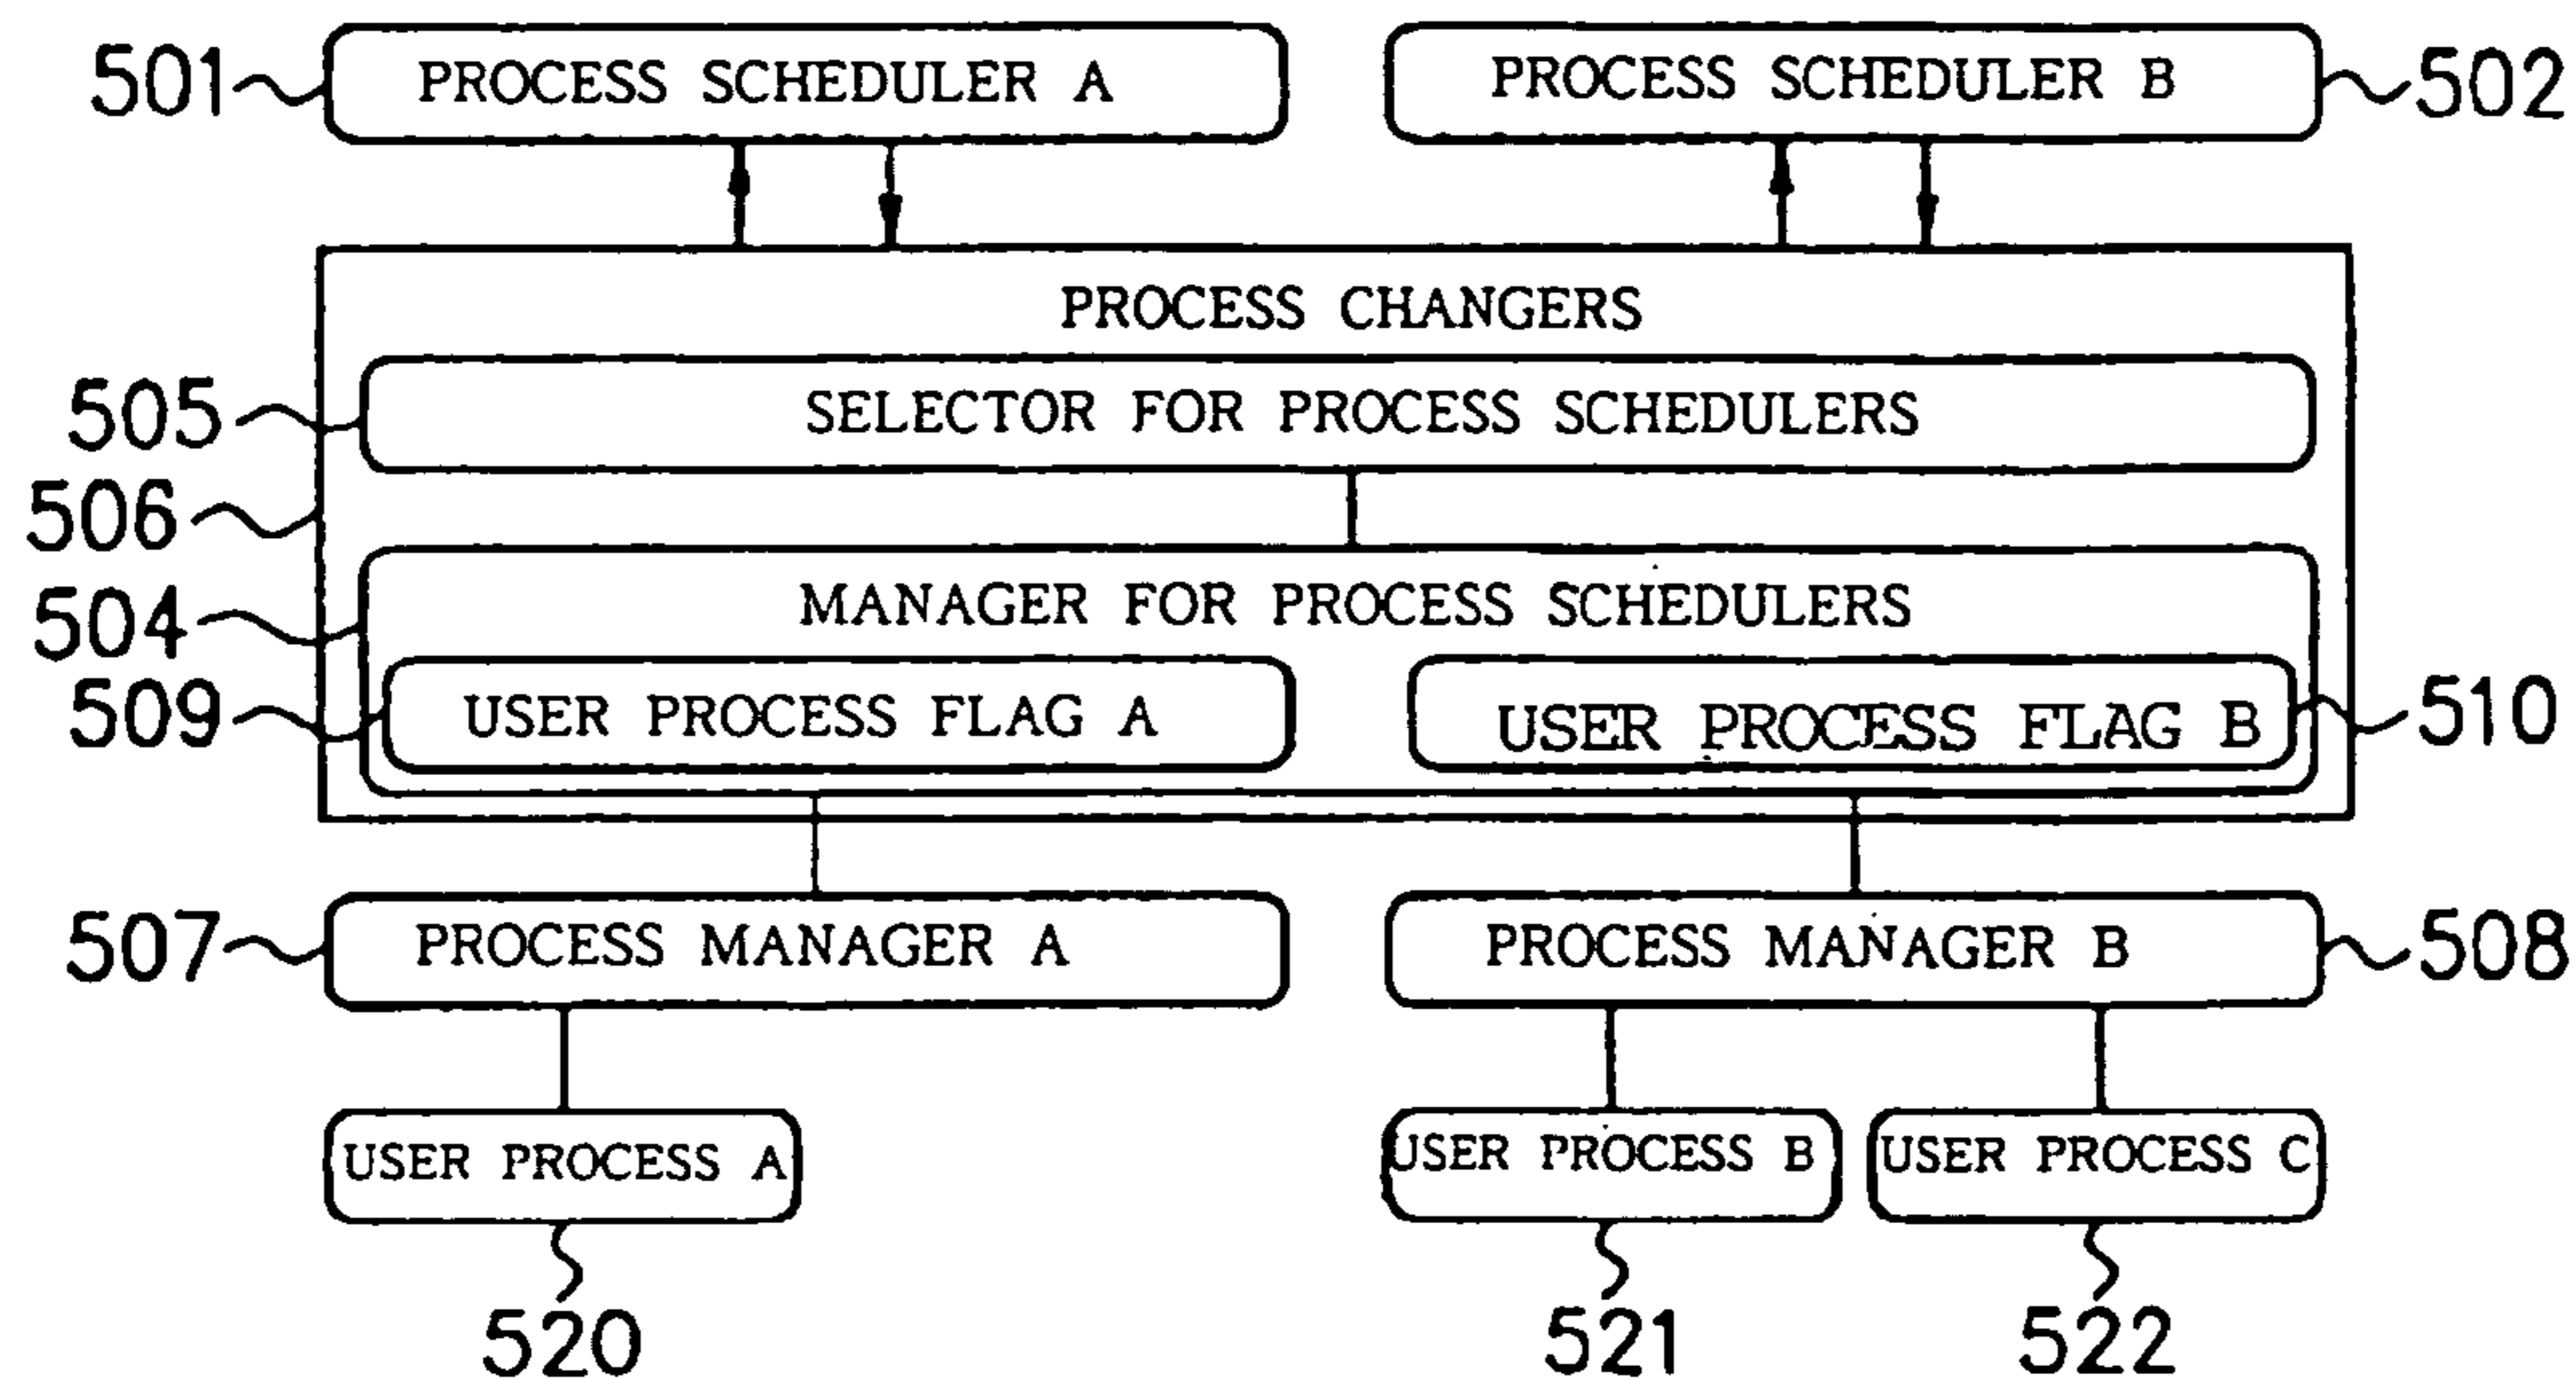 501
PROCESS SCHEDULER A
PROCESS SCHEDULER B
502
PROCESS CHANGERS
505
SELECTOR FOR PROCESS SCHEDULERS
506
504
MANAGER FOR PROCESS SCHEDULERS
509
USER PROCESS FLAG A
USER PROCESS FLAG B
510
507
PROCESS MANAGER A
PROCESS MANAGER B
508
USER PROCESS A
USER PROCESS B
USER PROCESS C
520
521
522